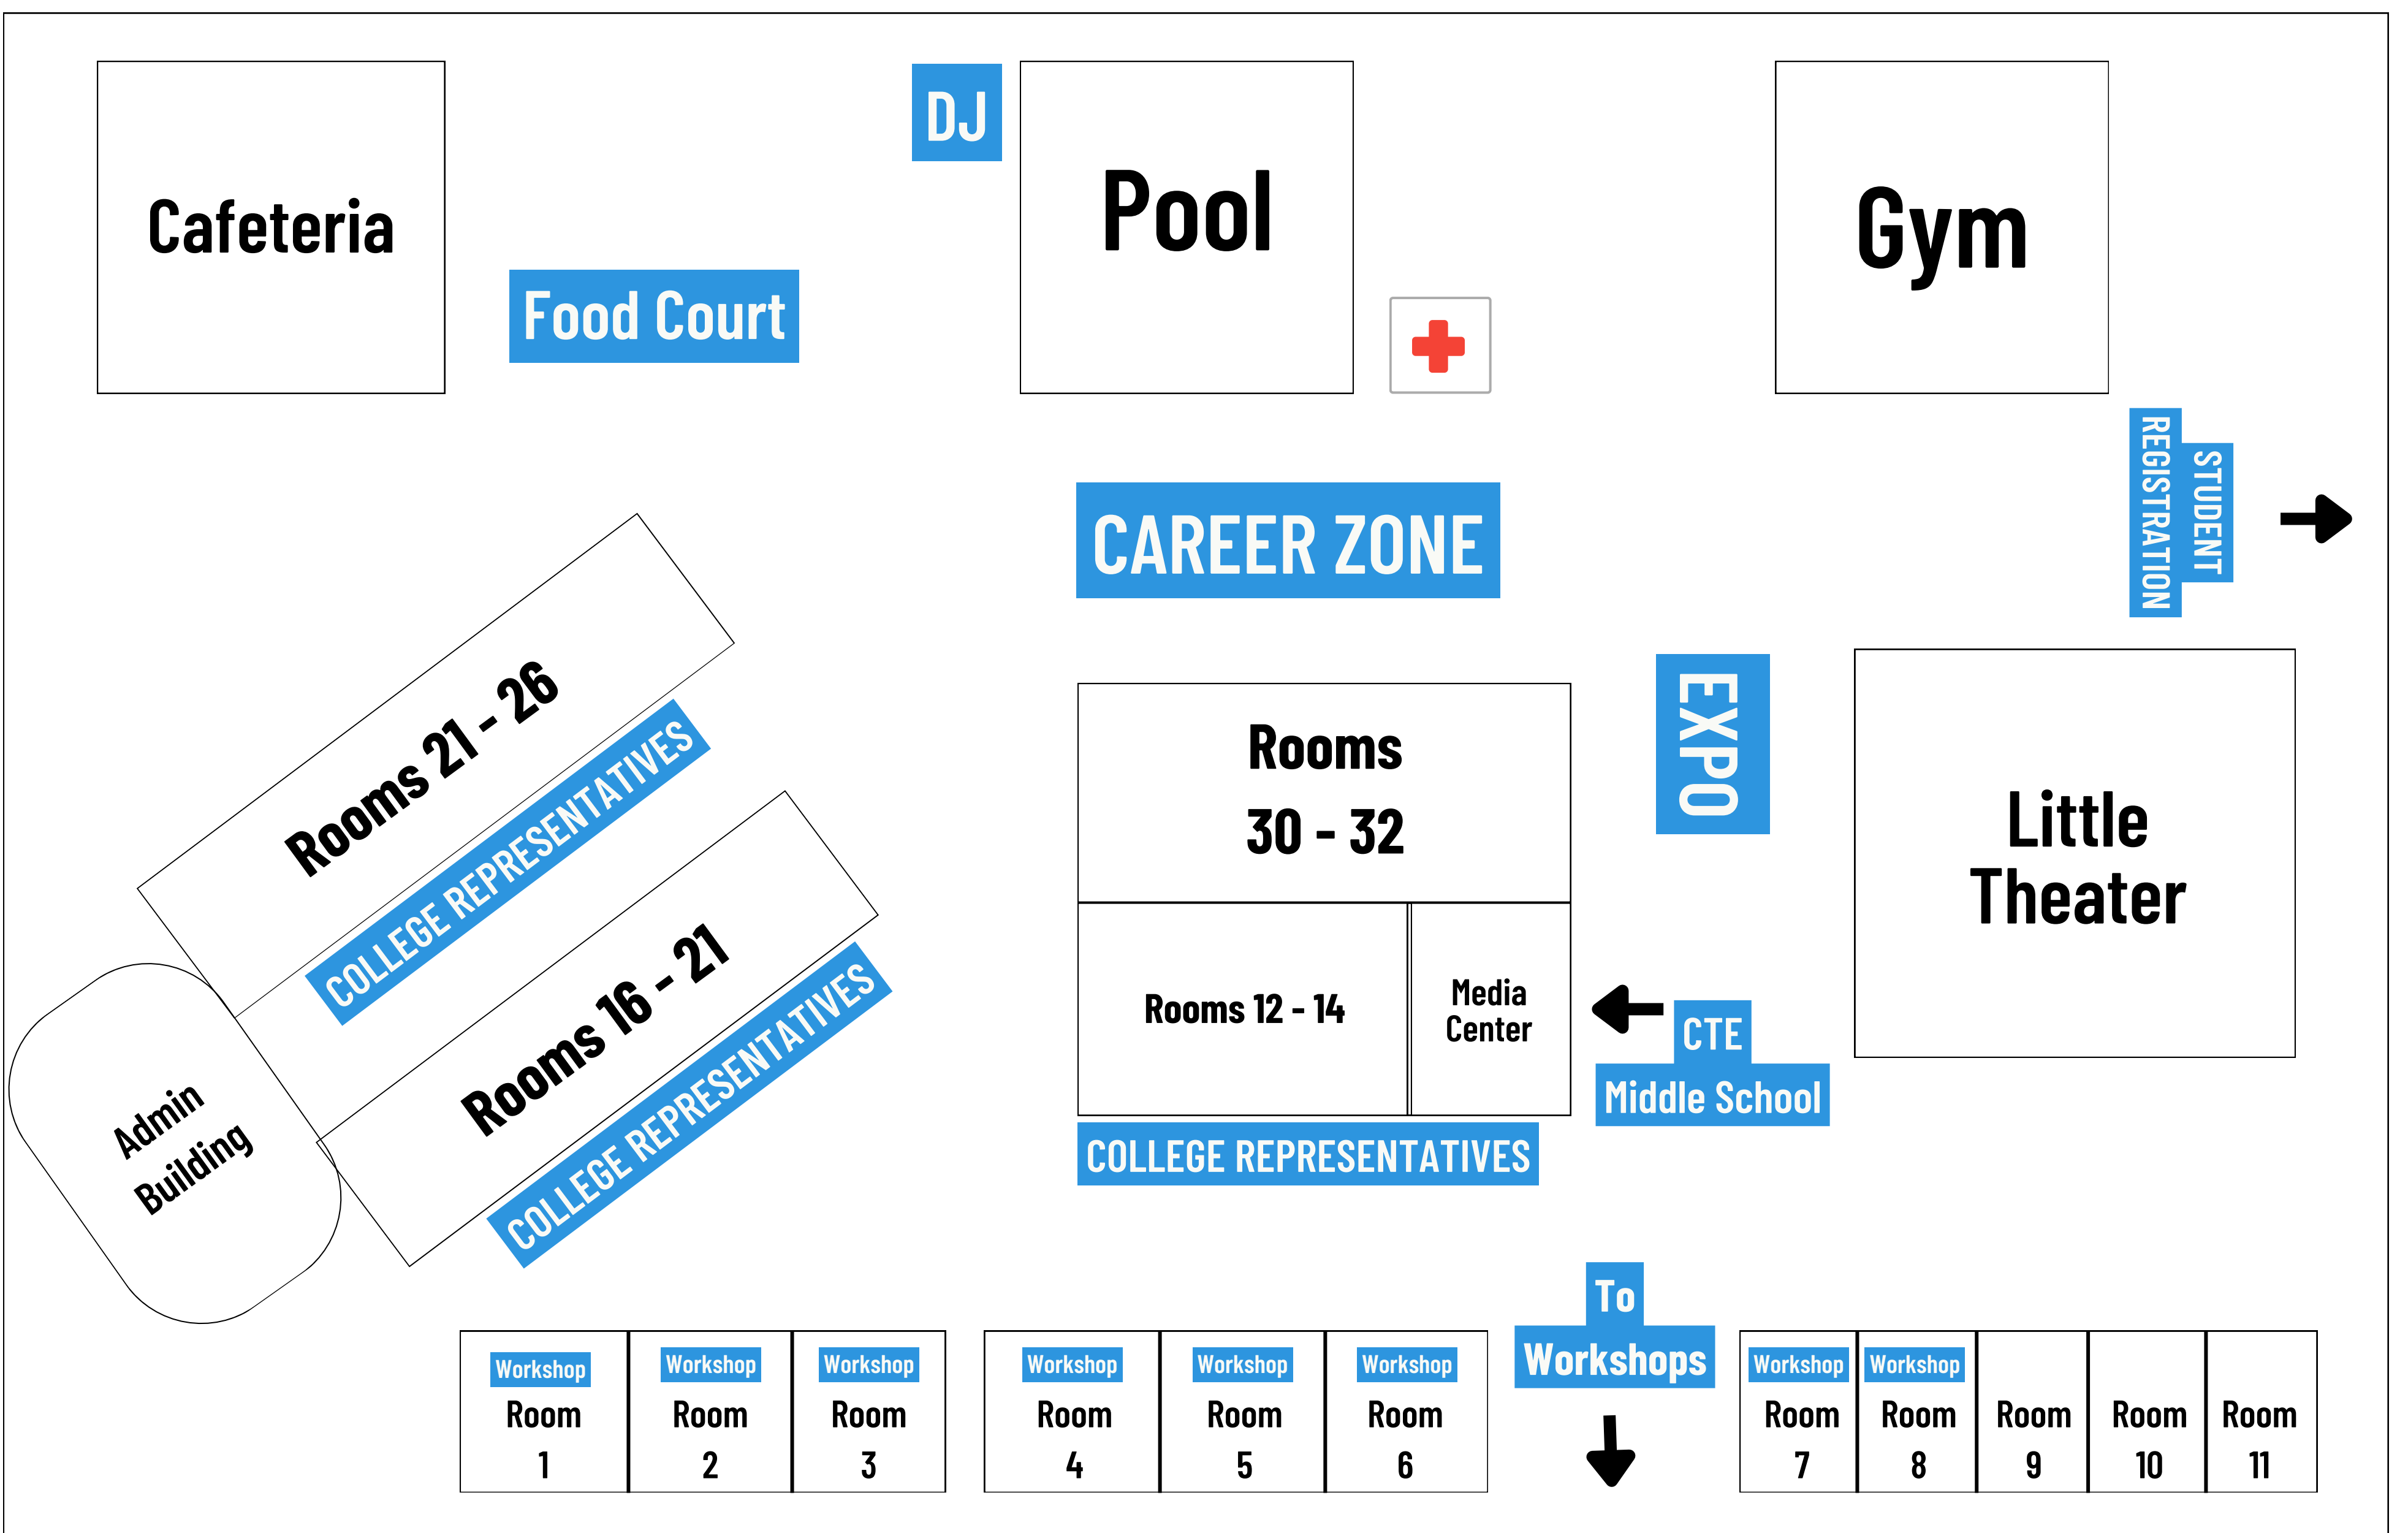 DJ
Cafeteria
Pool
Gym
Food Court
STUDENT
REGISTRATION
CAREER ZONE
Rooms 21 - 26
COLLEGE REPRESENTATIVES
EXPO
Rooms
30 - 32
Little
Theater
Rooms 16 - 21
COLLEGE REPRESENTATIVES
Rooms 12 - 14
Media
Center
CTE
Middle School
COLLEGE REPRESENTATIVES
Admin
Building
To
Workshops
Workshop
Room
1
Workshop
Room
2
Workshop
Room
3
Workshop
Room
4
Workshop
Room
5
Workshop
Room
6
Workshop
Room
7
Workshop
Room
8
Room
9
Room
10
Room
11